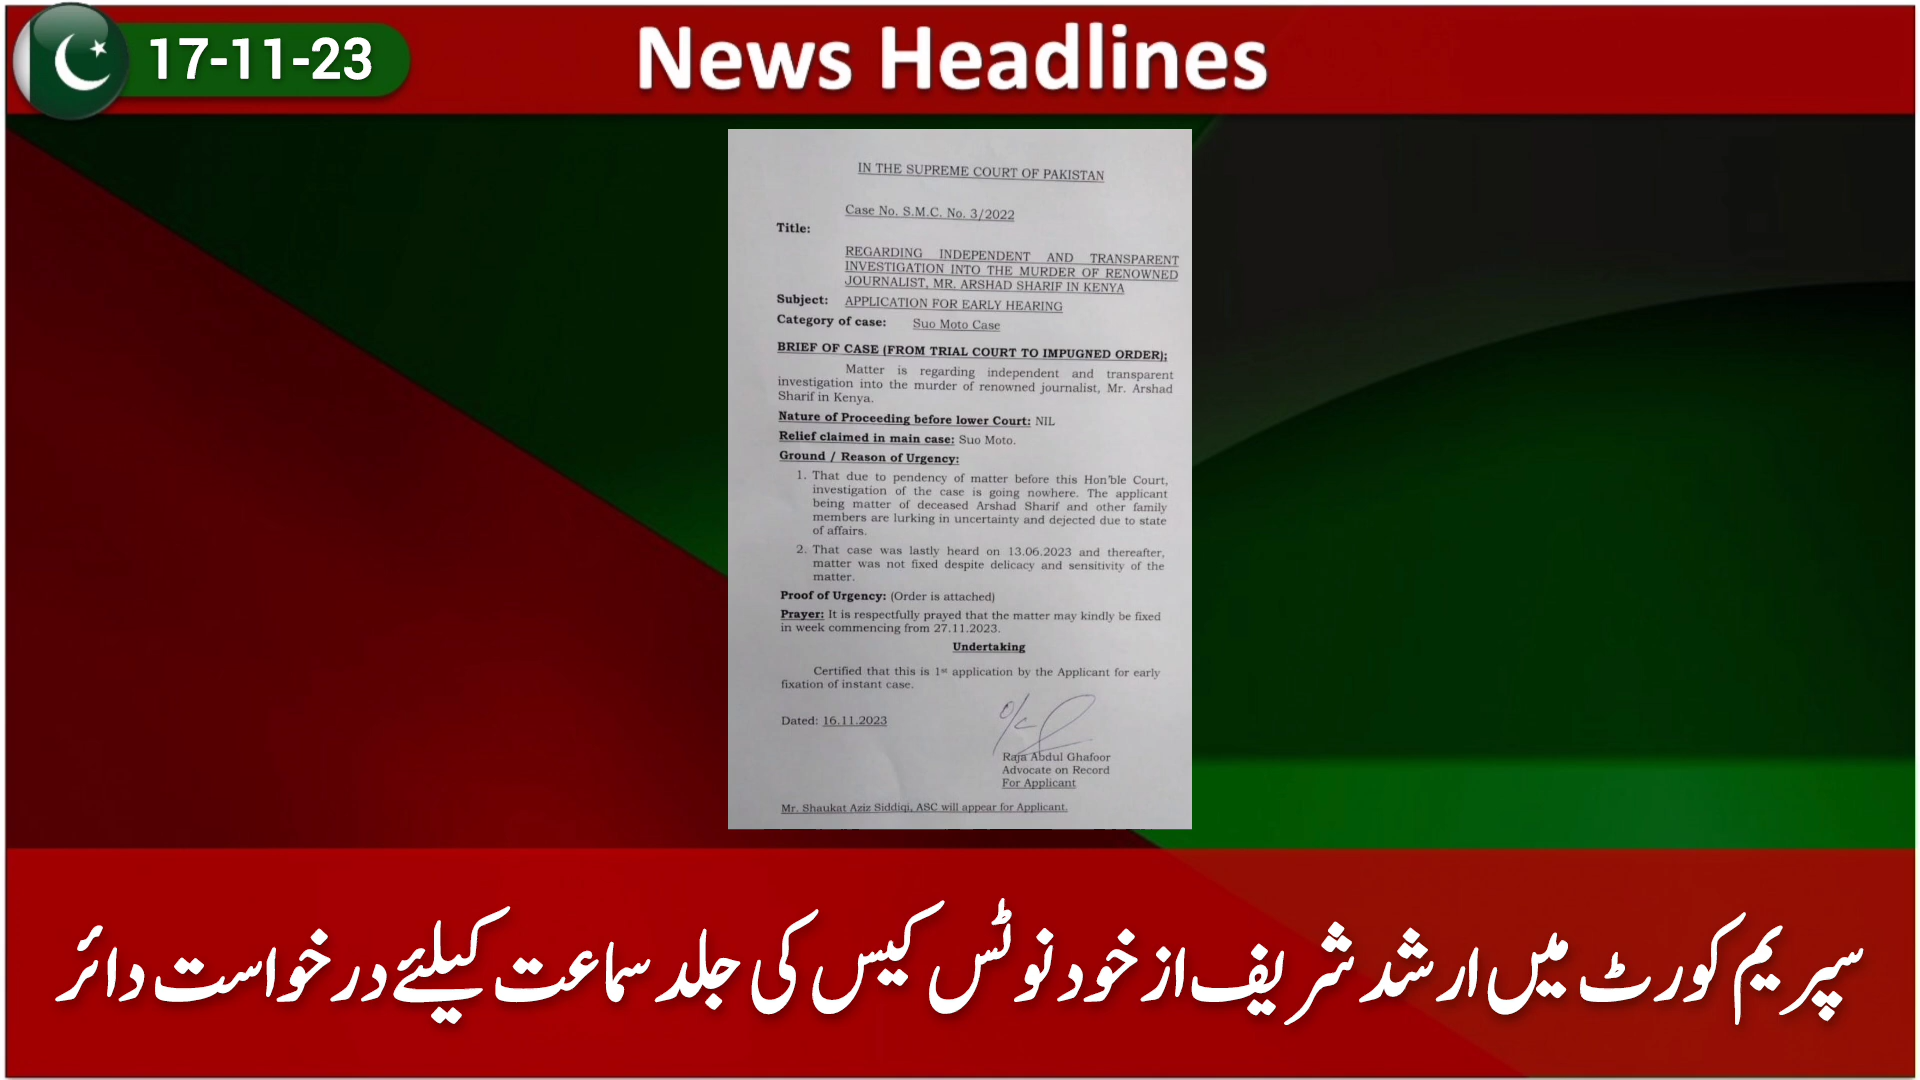 17-11-23
News Headlines
IN THE SUPREME COURT OF PAKISTAN
Case No. S.M.C. No. 3/2022
Title:
REGARDING INDEPENDENT AND TRANSPARENT
INVESTIGATION INTO THE MURDER OF RENOWNED
JOURNALIST, MR. ARSHAD SHARIF IN KENYA
Subject: APPLICATION FOR EARLY HEARING
Category of case: Suo Moto Case
BRIEF OF CASE (FROM TRIAL COURT TO IMPUGNED ORDER);
Matter is regarding independent and transparent
investigation into the murder of renowned journalist, Mr. Arshad
Sharif in Kenya.
Nature of Proceeding before lower Court: NIL
Relief claimed in main case: Suo Moto.
Ground / Reason of Urgency:
1. That due to pendency of matter before this Hon'ble Court,
investigation of the case is going nowhere. The applicant
being matter of deceased Arshad Sharif and other family
members are lurking in uncertainty and dejected due to state
of affairs.
2. That case was lastly heard on 13.06.2023 and thereafter,
matter was not fixed despite delicacy and sensitivity of the
matter.
Proof of Urgency: (Order is attached)
Prayer: It is respectfully prayed that the matter may kindly be fixed
in week commencing from 27.11.2023.
Undertaking
Certified that this is 1st application by the Applicant for early
fixation of instant case.
Dated: 16.11.2023
o/c
Raja Abdul Ghafoor
Advocate on Record
For Applicant
Mr. Shaukat Aziz Siddiqi, ASC will appear for Applicant.
سپریم کورٹ میں ارشد شریف از خود نوٹس کیس کی جلد سماعت کیلئے درخواست دائر